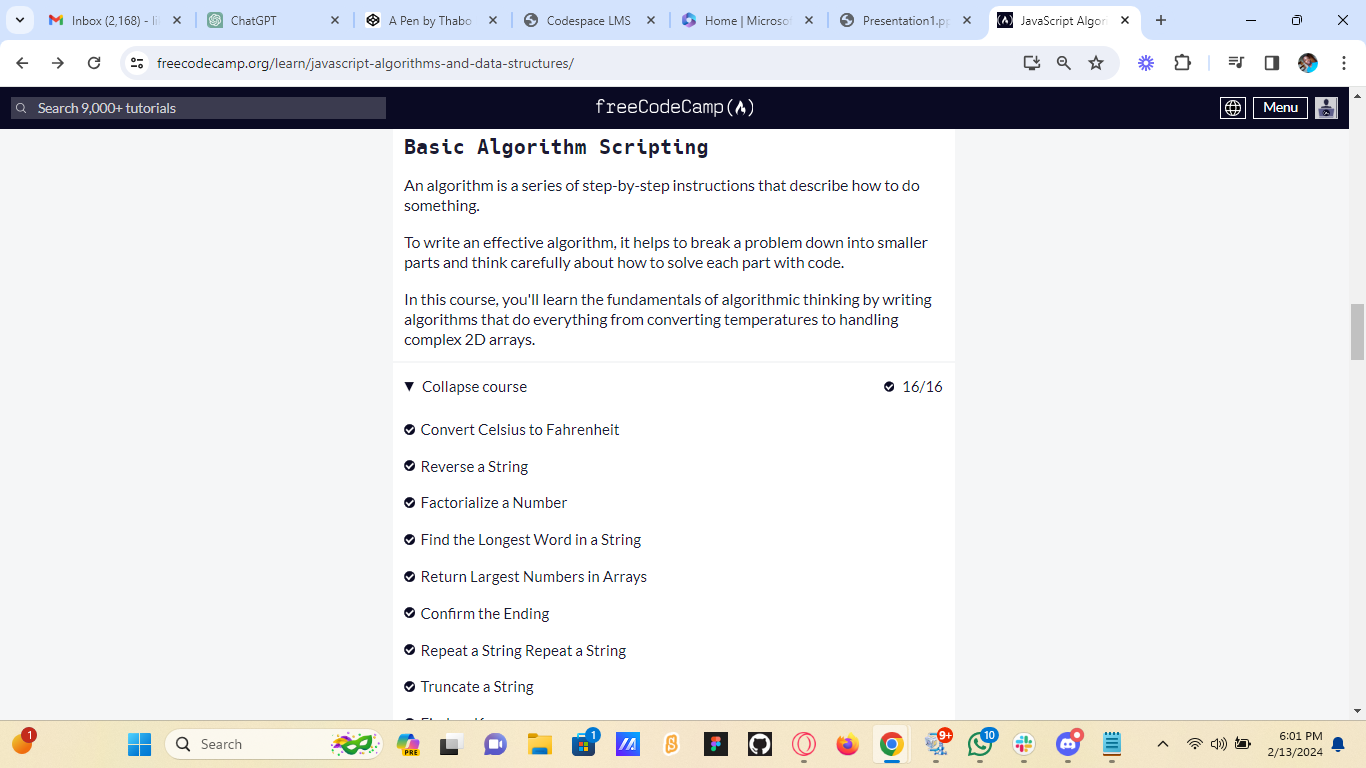 Inbox (2,168) - li
ChatGPT
A Pen by Thabo
Codespace LMS
Home | Microso
Presentation1.pp
JavaScript Algori
freecodecamp.org/learn/javascript-algorithms-and-data-structures/
Search 9,000+ tutorials
freeCodeCamp
Menu
Basic Algorithm Scripting
An algorithm is a series of step-by-step instructions that describe how to do
something.
To write an effective algorithm, it helps to break a problem down into smaller
parts and think carefully about how to solve each part with code.
In this course, you'll learn the fundamentals of algorithmic thinking by writing
algorithms that do everything from converting temperatures to handling
complex 2D arrays.
Collapse course
16/16
Convert Celsius to Fahrenheit
Reverse a String
Factorialize a Number
Find the Longest Word in a String
Return Largest Numbers in Arrays
Confirm the Ending
Repeat a String Repeat a String
Truncate a String
1
Search
PRE
1
9+
10
6:01 PM
2/13/2024